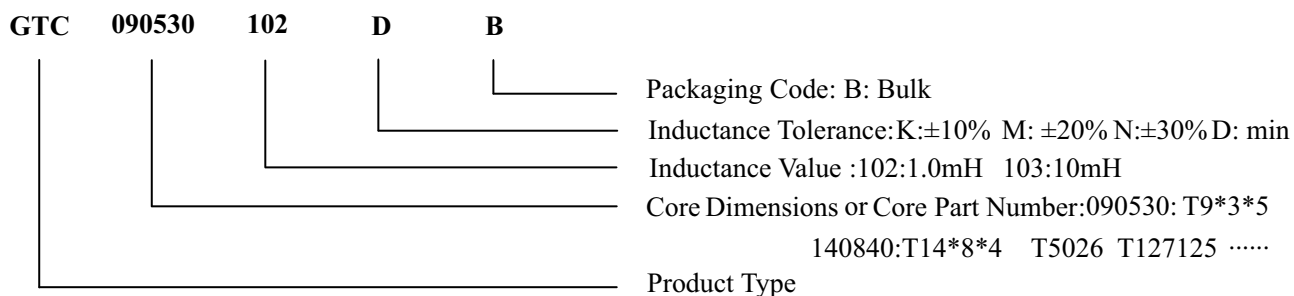 GTC 090530 102 D B
Packaging Code: B: Bulk
Inductance Tolerance:K:±10% M: ±20% N:±30% D: min
Inductance Value :102:1.0mH 103:10mH
Core Dimensions or Core Part Number:090530: T9*3*5
140840:T14*8*4 T5026 T127125 ······
Product Type